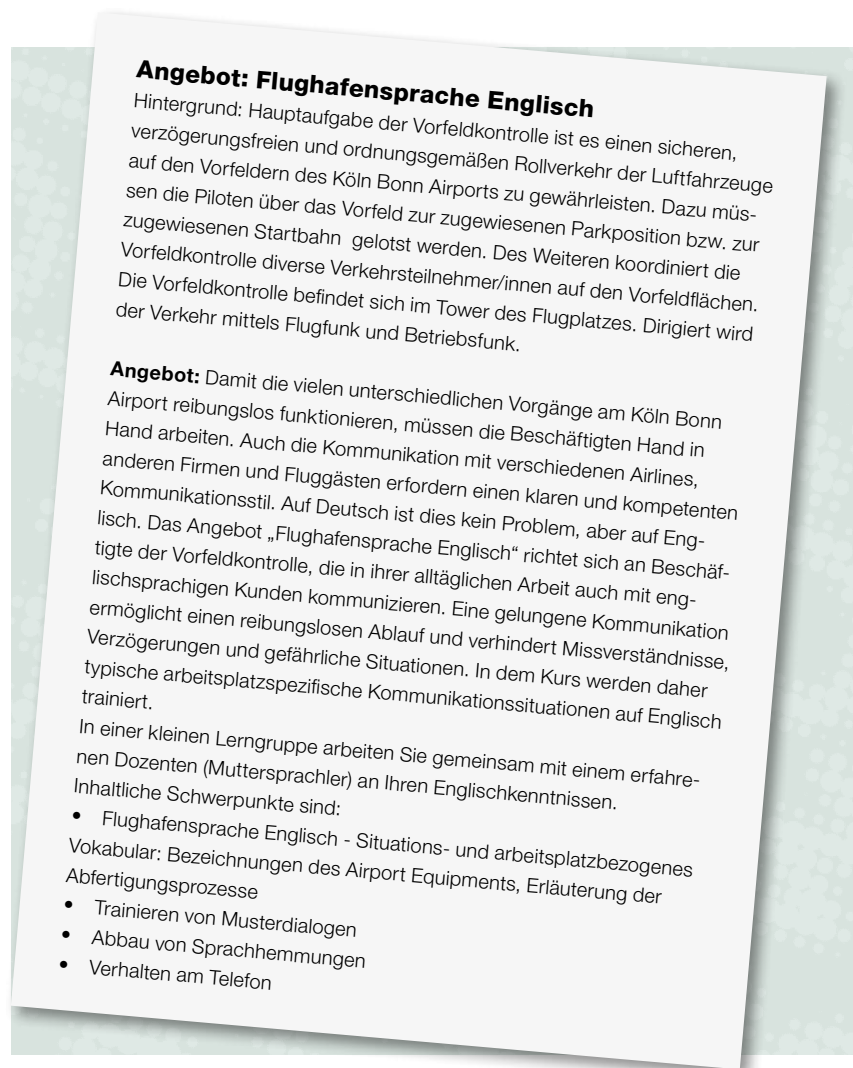 Angebot: Flughafensprache Englisch
Hintergrund: Hauptaufgabe der Vorfeldkontrolle ist es einen sicheren,
verzögerungsfreien und ordnungsgemäßen Rollverkehr der Luftfahrzeuge
auf den Vorfeldern des Köln Bonn Airports zu gewährleisten. Dazu müs-
sen die Piloten über das Vorfeld zur zugewiesenen Parkposition bzw. zur
zugewiesenen Startbahn gelotst werden. Des Weiteren koordiniert die
Vorfeldkontrolle diverse Verkehrsteilnehmer/innen auf den Vorfeldflächen.
Die Vorfeldkontrolle befindet sich im Tower des Flugplatzes. Dirigiert wird
der Verkehr mittels Flugfunk und Betriebsfunk.
Angebot: Damit die vielen unterschiedlichen Vorgänge am Köln Bonn
Airport reibungslos funktionieren, müssen die Beschäftigten Hand in
Hand arbeiten. Auch die Kommunikation mit verschiedenen Airlines,
anderen Firmen und Fluggästen erfordern einen klaren und kompetenten
Kommunikationsstil. Auf Deutsch ist dies kein Problem, aber auf Eng-
lisch. Das Angebot „Flughafensprache Englisch“ richtet sich an Beschäf-
tigte der Vorfeldkontrolle, die in ihrer alltäglichen Arbeit auch mit eng-
lischsprachigen Kunden kommunizieren. Eine gelungene Kommunikation
ermöglicht einen reibungslosen Ablauf und verhindert Missverständnisse,
Verzögerungen und gefährliche Situationen. In dem Kurs werden daher
typische arbeitsplatzspezifische Kommunikationssituationen auf Englisch
trainiert.
In einer kleinen Lerngruppe arbeiten Sie gemeinsam mit einem erfahre-
nen Dozenten (Muttersprachler) an Ihren Englischkenntnissen.
Inhaltliche Schwerpunkte sind:
• Flughafensprache Englisch - Situations- und arbeitsplatzbezogenes
Vokabular: Bezeichnungen des Airport Equipments, Erläuterung der
Abfertigungsprozesse
• Trainieren von Musterdialogen
• Abbau von Sprachhemmungen
• Verhalten am Telefon